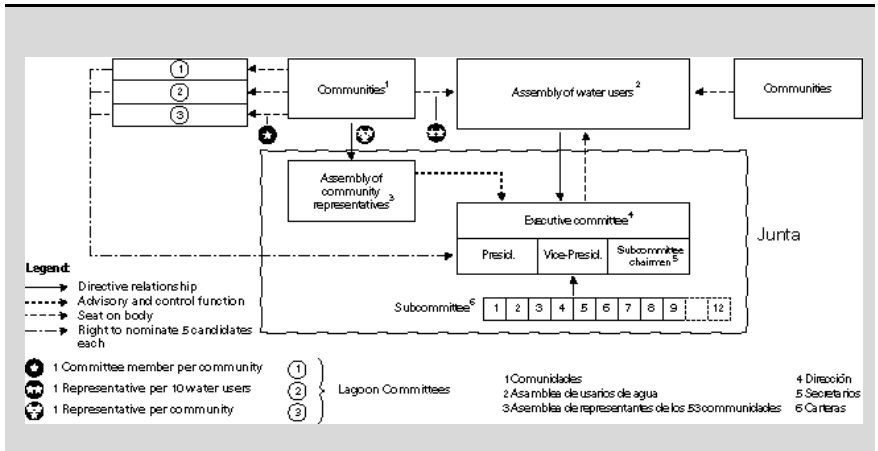 1
2
3
Communities1
Assembly of water users2
Communities
Assembly of
community
representatives3
Executive committee4
Presid.
Vice-Presid.
Subcommittee
chairmen5
Junta
Subcommittee6
1 2 3 4 5 6 7 8 9 12
Legend:
Directive relationship
Advisory and control function
Seat on body
Right to nominate 5 candidates
each
1 Committee member per community
1 Representative per 10 water users
1 Representative per community
1
2
3
Lagoon Committees
1 Comunidades
2 Asamblea de usarios de agua
3 Asemblea de representantes de los 53 communidades
4 Dirección
5 Secretarios
6 Carteras